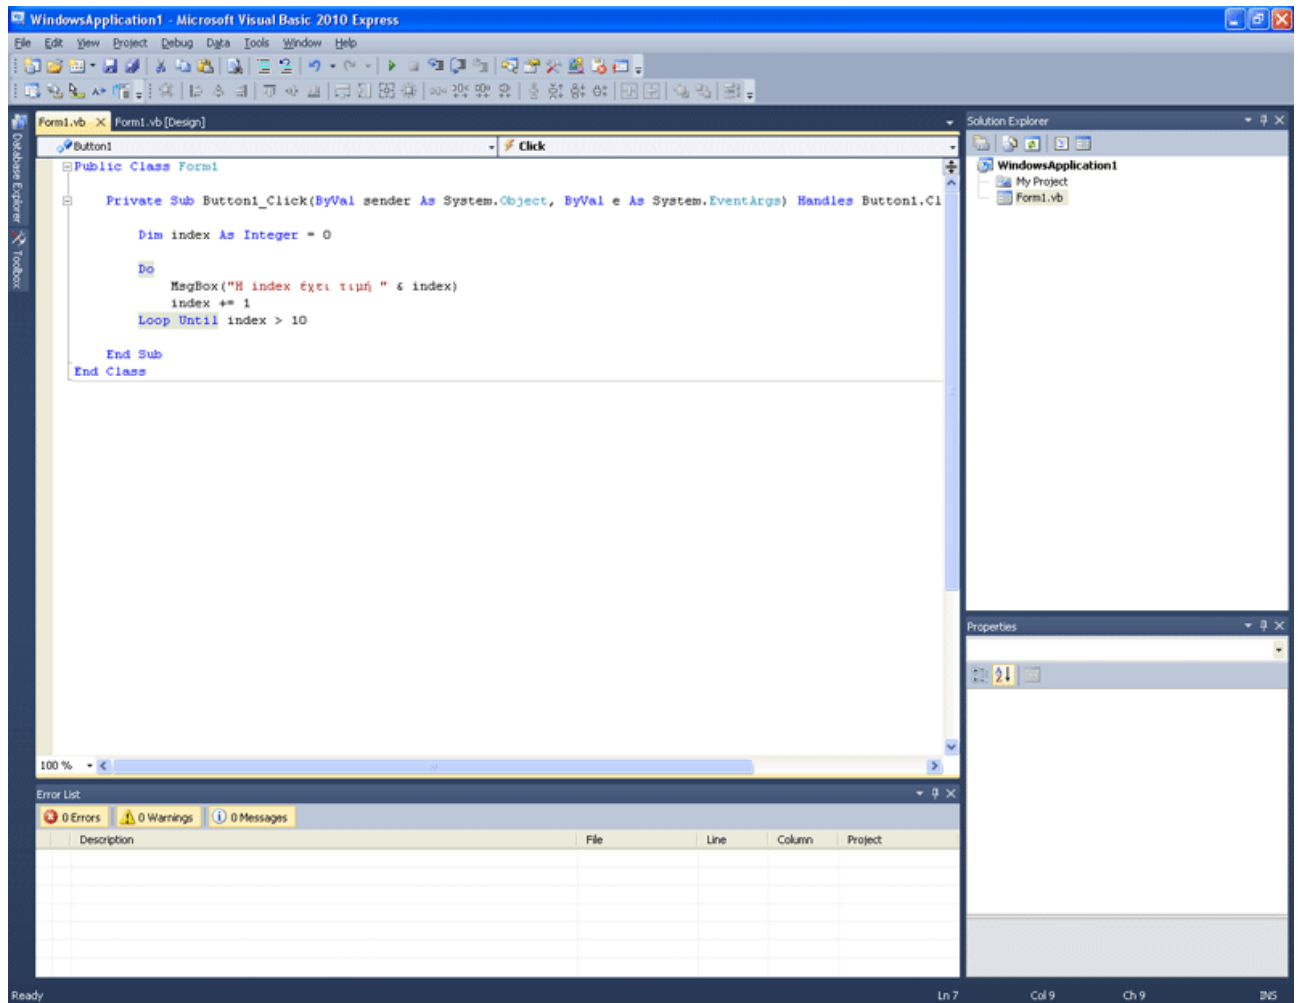 WindowsApplication1 - Microsoft Visual Basic 2010 Express
File Edit View Project Debug Data Tools Window Help
Form1.vb Form1.vb [Design]
Button1 Click
Public Class Form1
Private Sub Button1_Click(ByVal sender As System.Object, ByVal e As System.EventArgs) Handles Button1.Cl
Dim index As Integer = 0
Do
MsgBox("Η index έχει τιμή " & index)
index += 1
Loop Until index > 10
End Sub
End Class
100 %
Database Explorer
Toolbox
Solution Explorer
WindowsApplication1
My Project
Form1.vb
Properties
Error List
0 Errors 0 Warnings 0 Messages
Description File Line Column Project
Ready Ln 7 Col 9 Ch 9 INS